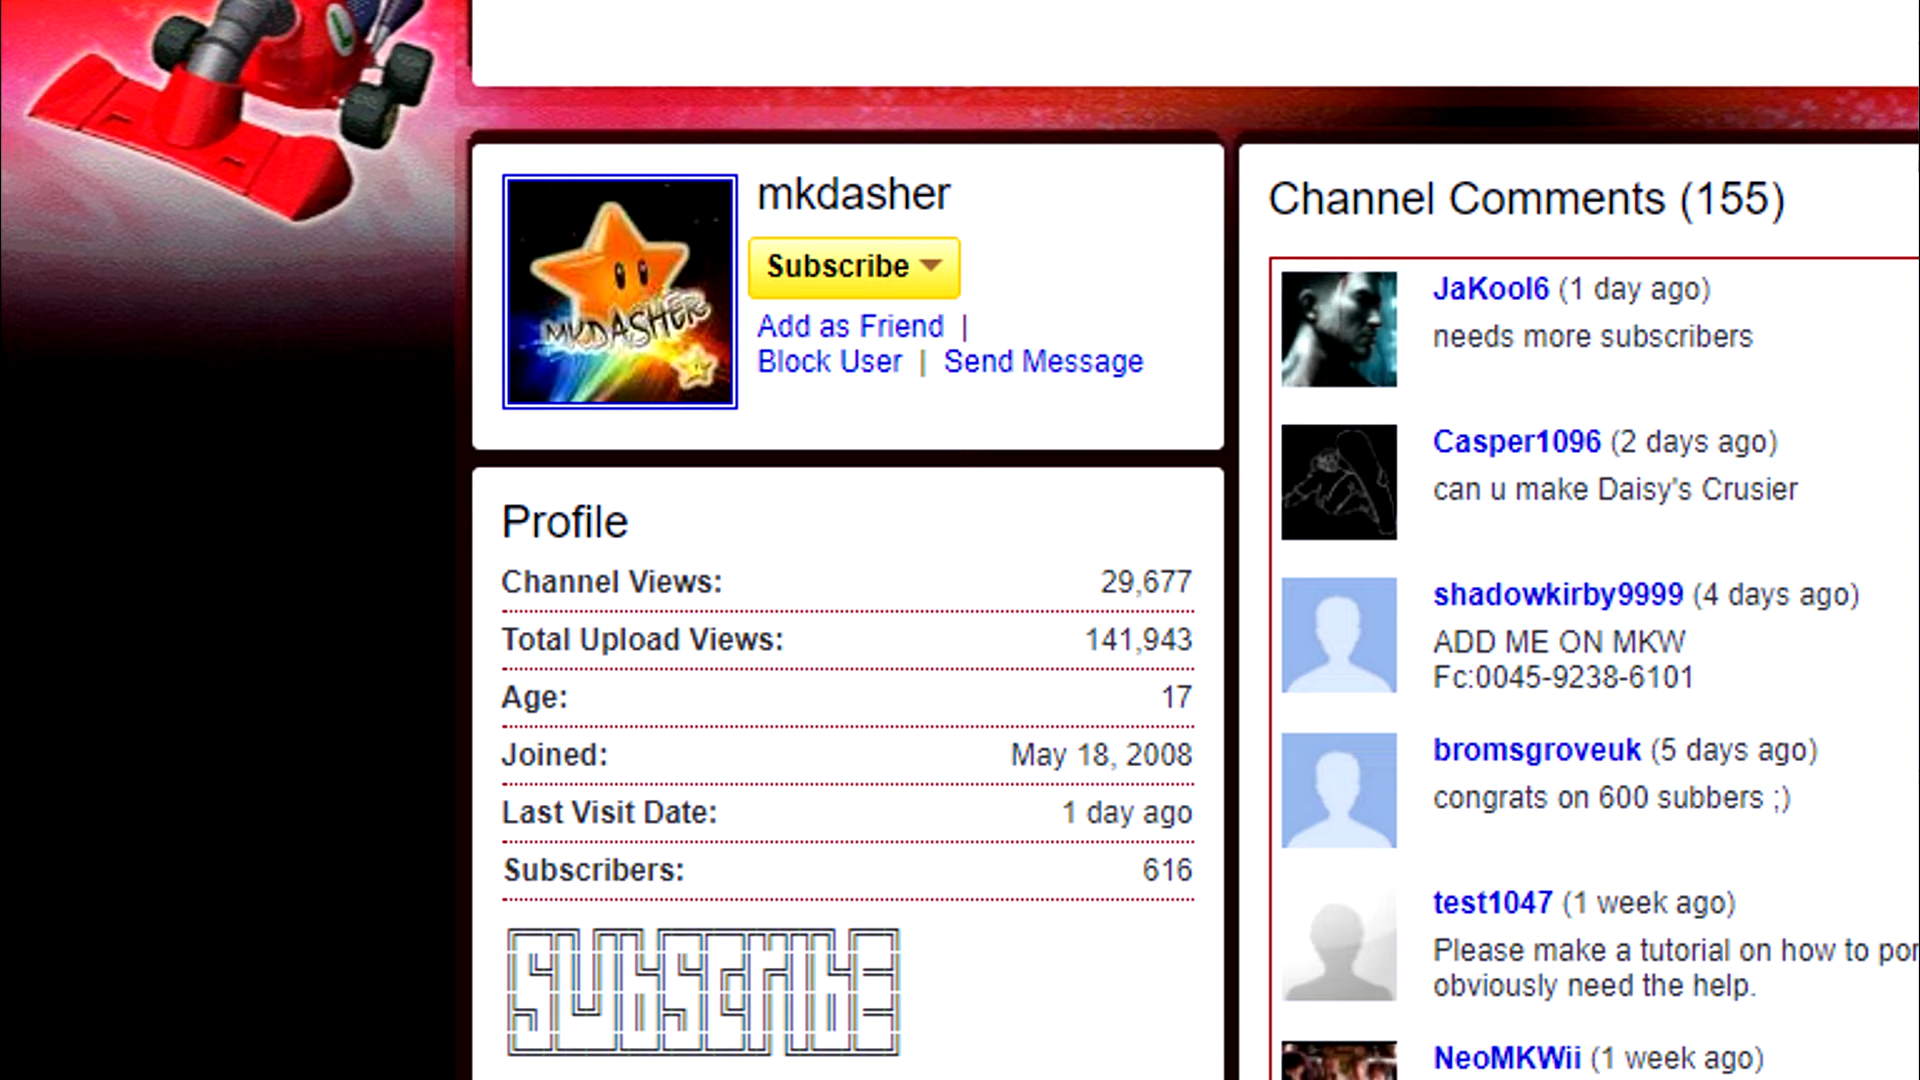 mkdasher
Subscribe
Add as Friend |
Block User | Send Message
MKDASHER
Profile
Channel Views: 29,677
Total Upload Views: 141,943
Age: 17
Joined: May 18, 2008
Last Visit Date: 1 day ago
Subscribers: 616
SUBSCRIBE
Channel Comments (155)
JaKool6 (1 day ago)
needs more subscribers
Casper1096 (2 days ago)
can u make Daisy's Crusier
shadowkirby9999 (4 days ago)
ADD ME ON MKW
Fc:0045-9238-6101
bromsgroveuk (5 days ago)
congrats on 600 subbers ;)
test1047 (1 week ago)
Please make a tutorial on how to
obviously need the help.
NeoMKWii (1 week ago)